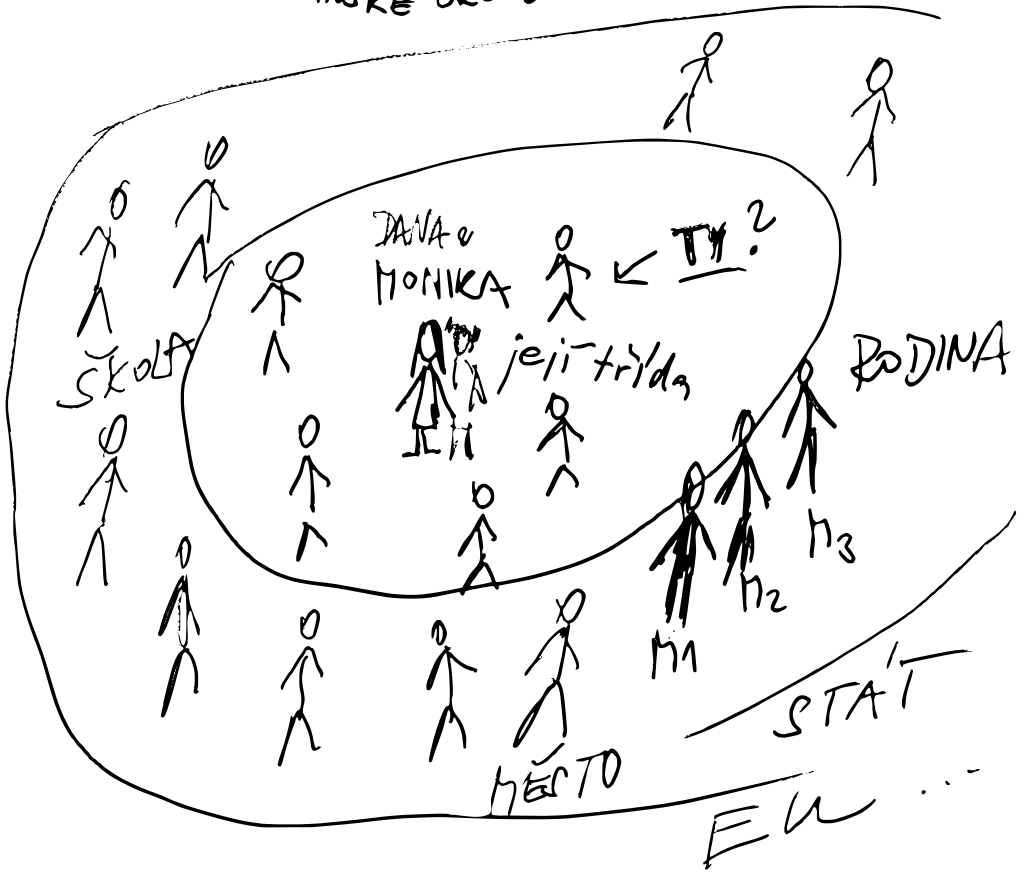 DANA a
MONIKA
TY?
její třída
ŠKOLA
RODINA
M3
M2
M1
STÁT
MĚSTO
EU ...